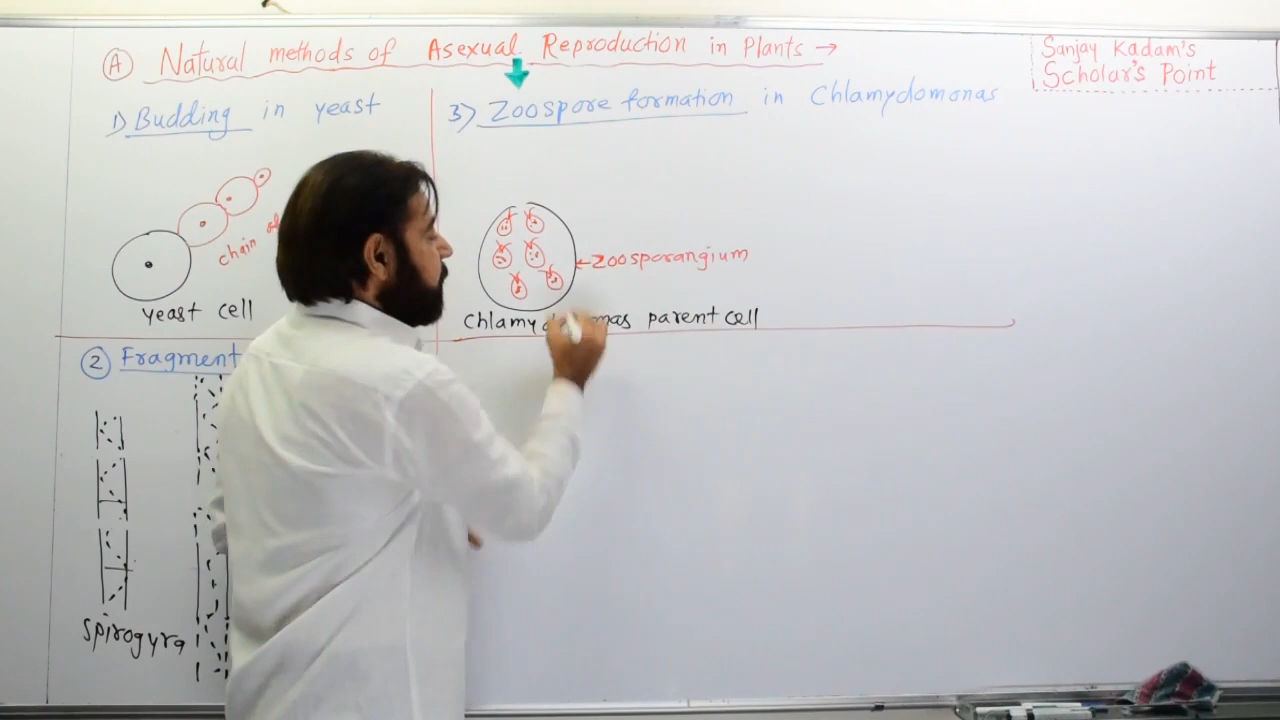 A Natural methods of Asexual Reproduction in Plants →
Sanjay Kadam's
Scholar's Point
1) Budding in yeast
chain
yeast cell
3) Zoospore formation in Chlamydomonas
←Zoosporangium
Chlamydomonas parent cell
2 Fragment
Spirogyra